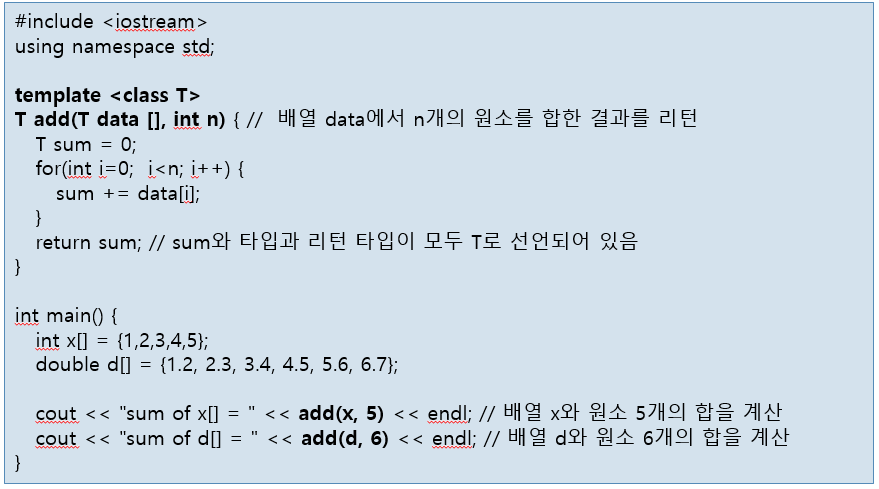 #include <iostream>
using namespace std;
template <class T>
T add(T data [], int n) { //  배열 data에서 n개의 원소를 합한 결과를 리턴
T sum = 0;
for(int i=0;  i<n; i++) {
sum += data[i];
}
return sum; // sum와 타입과 리턴 타입이 모두 T로 선언되어 있음
}
int main() {
int x[] = {1,2,3,4,5};
double d[] = {1.2, 2.3, 3.4, 4.5, 5.6, 6.7};
cout << "sum of x[] = " << add(x, 5) << endl; // 배열 x와 원소 5개의 합을 계산
cout << "sum of d[] = " << add(d, 6) << endl; // 배열 d와 원소 6개의 합을 계산
}